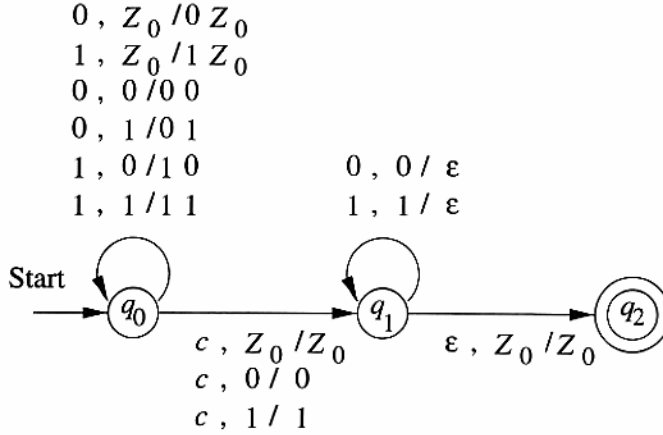 0 , Z0 / 0 Z0
1 , Z0 / 1 Z0
0 , 0 / 0 0
0 , 1 / 0 1
1 , 0 / 1 0
1 , 1 / 1 1
0 , 0 / ε
1 , 1 / ε
Start
q0
q1
q2
c , Z0 / Z0
c , 0 / 0
c , 1 / 1
ε , Z0 / Z0